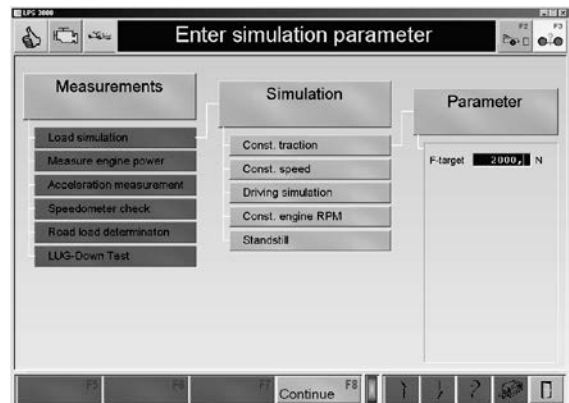 LPS 3000
Enter simulation parameter
F2
F3
Measurements
Load simulation
Measure engine power
Acceleration measurement
Speedometer check
Road load determinaton
LUG-Down Test
Simulation
Const. traction
Const. speed
Driving simulation
Const. engine RPM
Standstill
Parameter
F-target 2000, N
F5
F6
F7
Continue F8